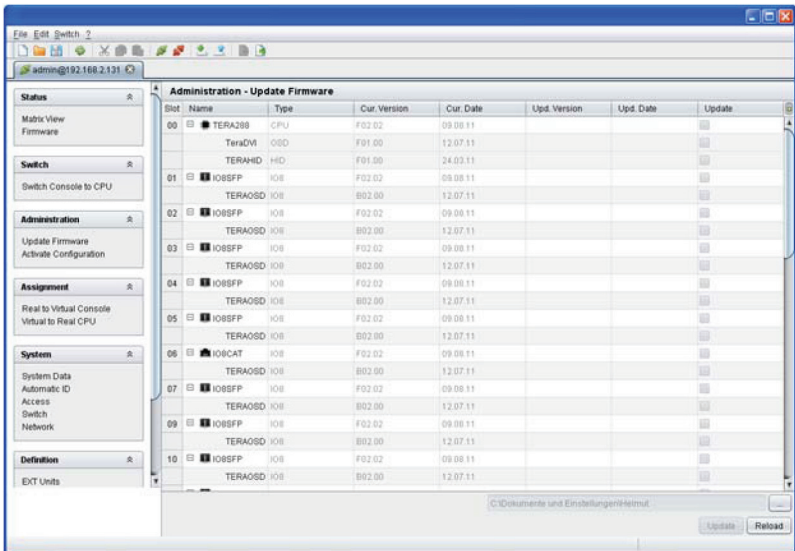 File Edit Switch ?
admin@192.168.2.131
Status
Matrix View
Firmware
Switch
Switch Console to CPU
Administration
Update Firmware
Activate Configuration
Assignment
Real to Virtual Console
Virtual to Real CPU
System
System Data
Automatic ID
Access
Switch
Network
Definition
EXT Units
Administration - Update Firmware
Slot Name Type Cur. Version Cur. Date Upd. Version Upd. Date Update
00 TERA288 CPU F02.02 09.08.11
TeraDVI OSD F01.00 12.07.11
TERAHID HID F01.00 24.03.11
01 IO8SFP IO8 F02.02 09.08.11
TERAOSD IO8 B02.00 12.07.11
02 IO8SFP IO8 F02.02 09.08.11
TERAOSD IO8 B02.00 12.07.11
03 IO8SFP IO8 F02.02 09.08.11
TERAOSD IO8 B02.00 12.07.11
04 IO8SFP IO8 F02.02 09.08.11
TERAOSD IO8 B02.00 12.07.11
05 IO8SFP IO8 F02.02 09.08.11
TERAOSD IO8 B02.00 12.07.11
06 IO8CAT IO8 F02.02 09.08.11
TERAOSD IO8 B02.00 12.07.11
07 IO8SFP IO8 F02.02 09.08.11
TERAOSD IO8 B02.00 12.07.11
09 IO8SFP IO8 F02.02 09.08.11
TERAOSD IO8 B02.00 12.07.11
10 IO8SFP IO8 F02.02 09.08.11
TERAOSD IO8 B02.00 12.07.11
C:\Dokumente und Einstellungen\Helmut
...
Update Reload